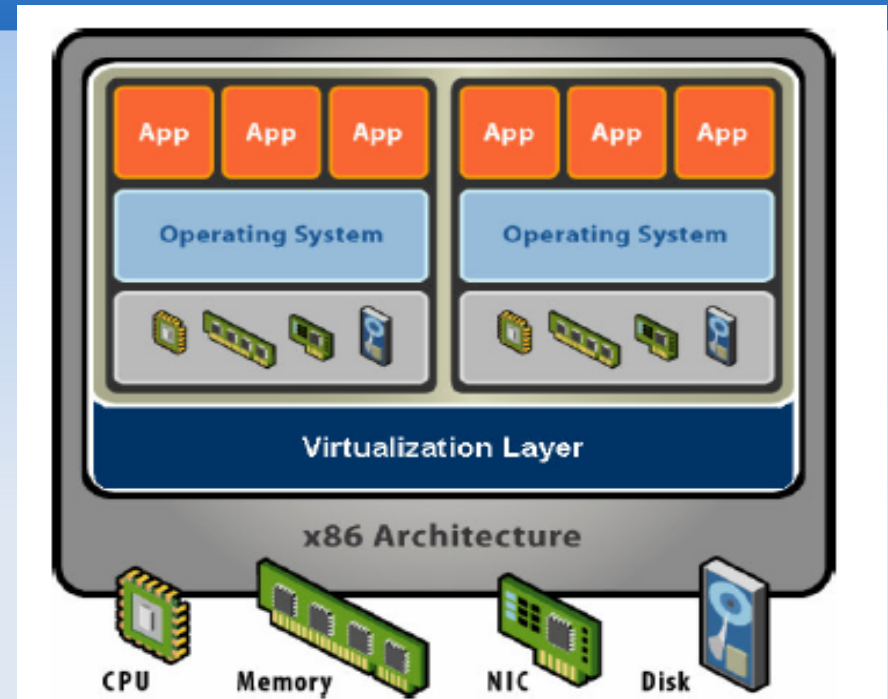 App App App App App App
Operating System Operating System
Virtualization Layer
x86 Architecture
CPU Memory NIC Disk